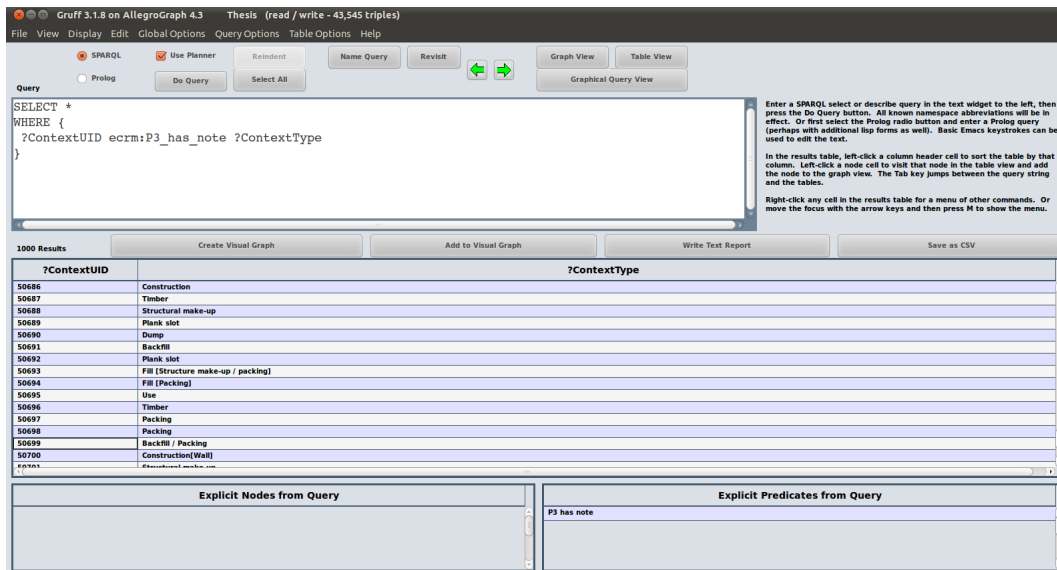 Gruff 3.1.8 on AllegroGraph 4.3 Thesis (read / write - 43,545 triples)
File View Display Edit Global Options Query Options Table Options Help
SPARQL Use Planner Reindent Name Query Revisit Graph View Table View
Prolog Do Query Select All Graphical Query View
Query
SELECT *
WHERE {
?ContextUID ecrm:P3_has_note ?ContextType
}
Enter a SPARQL select or describe query in the text widget to the left, then
press the Do Query button. All known namespace abbreviations will be in
effect. Or first select the Prolog radio button and enter a Prolog query
(perhaps with additional lisp forms as well). Basic Emacs keystrokes can be
used to edit the text.
In the results table, left-click a column header cell to sort the table by that
column. Left-click a node cell to visit that node in the table view and add
the node to the graph view. The Tab key jumps between the query string
and the tables.
Right-click any cell in the results table for a menu of other commands. Or
move the focus with the arrow keys and then press M to show the menu.
1000 Results Create Visual Graph Add to Visual Graph Write Text Report Save as CSV
?ContextUID ?ContextType
50686 Construction
50687 Timber
50688 Structural make-up
50689 Plank slot
50690 Dump
50691 Backfill
50692 Plank slot
50693 Fill [Structure make-up / packing]
50694 Fill [Packing]
50695 Use
50696 Timber
50697 Packing
50698 Packing
50699 Backfill / Packing
50700 Construction[Wall]
50701 Structural make-up
Explicit Nodes from Query Explicit Predicates from Query
P3 has note